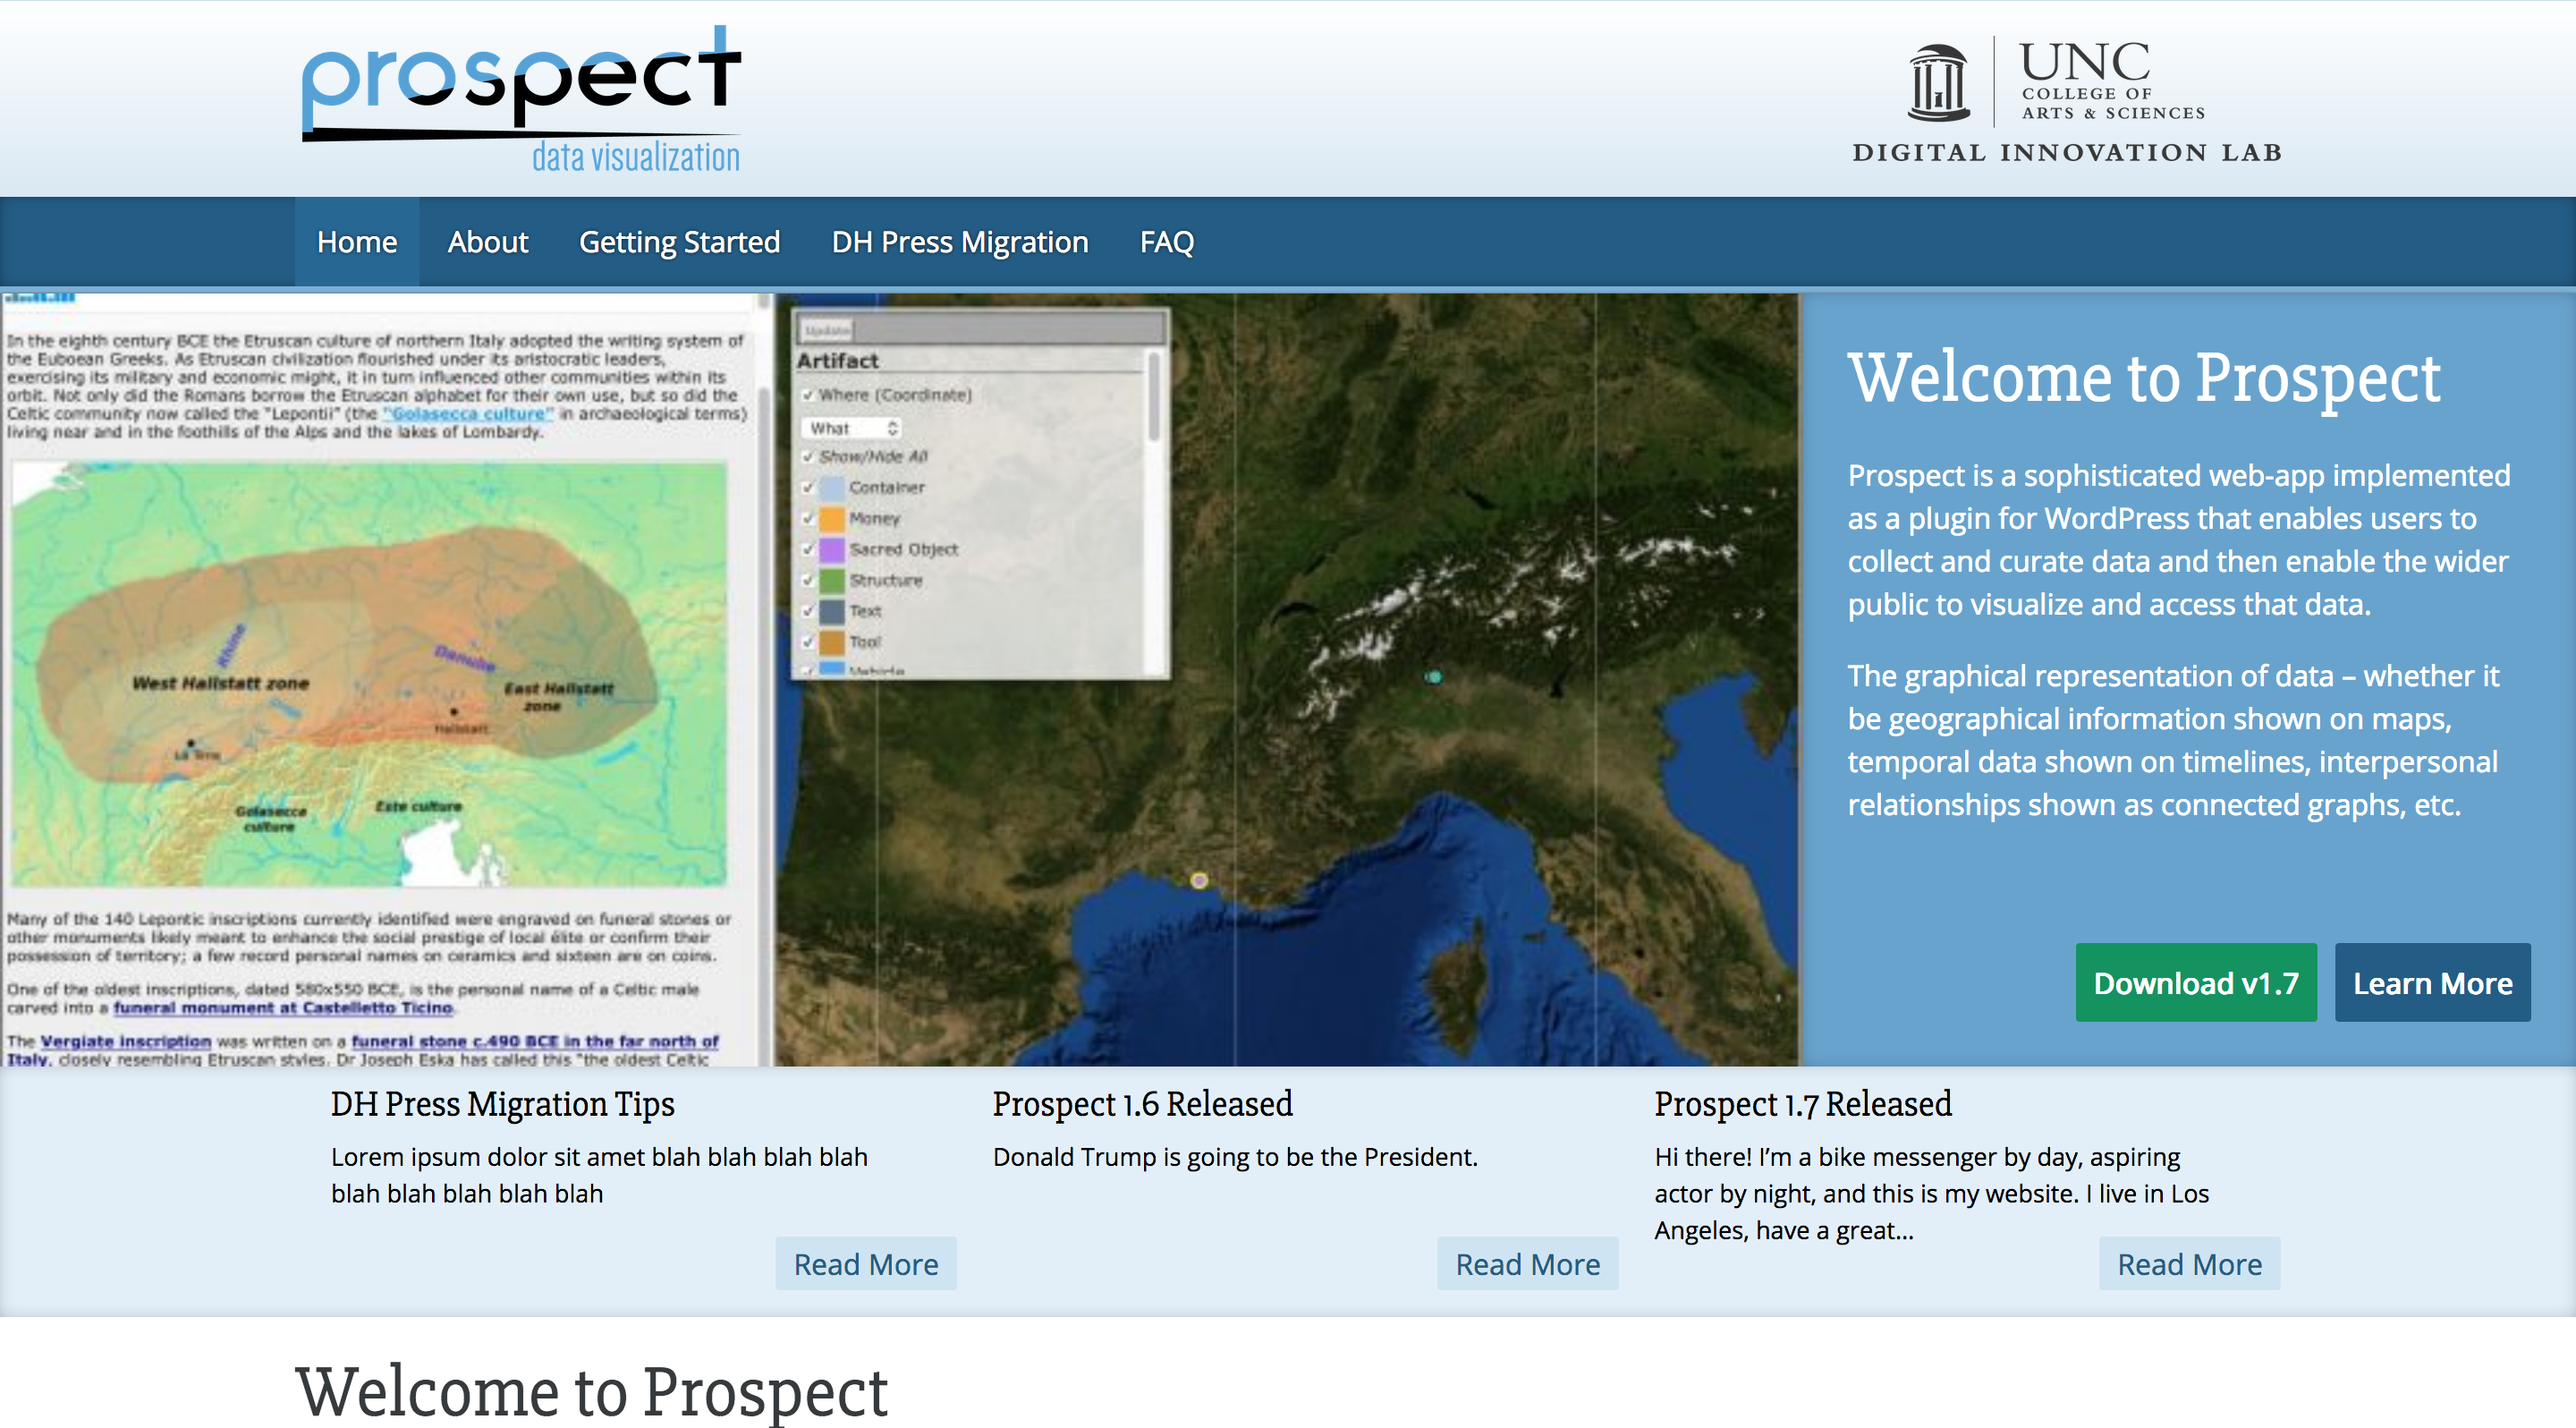 prospect
data visualization
UNC
COLLEGE OF
ARTS & SCIENCES
DIGITAL INNOVATION LAB
Home About Getting Started DH Press Migration FAQ
In the eighth century BCE the Etruscan culture of northern Italy adopted the writing system of
the Euboean Greeks. As Etruscan civilization flourished under its aristocratic leaders,
exercising its military and economic might, it in turn influenced other communities within its
orbit. Not only did the Romans borrow the Etruscan alphabet for their own use, but so did the
Celtic community now called the "Lepontii" (the "Golasecca culture" in archaeological terms)
living near and in the foothills of the Alps and the lakes of Lombardy.
Rhine
Danube
West Hallstatt zone
East Hallstatt
zone
Hallstatt
La Tène
Golasecca
culture
Este culture
Many of the 140 Lepontic inscriptions currently identified were engraved on funeral stones or
other monuments likely meant to enhance the social prestige of local élite or confirm their
possession of territory; a few record personal names on ceramics and sixteen are on coins.
One of the oldest inscriptions, dated 580x550 BCE, is the personal name of a Celtic male
carved into a funeral monument at Castelletto Ticino.
The Vergiate inscription was written on a funeral stone c.490 BCE in the far north of
Italy, closely resembling Etruscan styles. Dr Joseph Eska has called this "the oldest Celtic
Update
Artifact
Where (Coordinate)
What
Show/Hide All
Container
Money
Sacred Object
Structure
Text
Tool
Vehicle
Welcome to Prospect
Prospect is a sophisticated web-app implemented
as a plugin for WordPress that enables users to
collect and curate data and then enable the wider
public to visualize and access that data.
The graphical representation of data – whether it
be geographical information shown on maps,
temporal data shown on timelines, interpersonal
relationships shown as connected graphs, etc.
Download v1.7 Learn More
DH Press Migration Tips
Lorem ipsum dolor sit amet blah blah blah blah
blah blah blah blah blah
Read More
Prospect 1.6 Released
Donald Trump is going to be the President.
Read More
Prospect 1.7 Released
Hi there! I’m a bike messenger by day, aspiring
actor by night, and this is my website. I live in Los
Angeles, have a great...
Read More
Welcome to Prospect